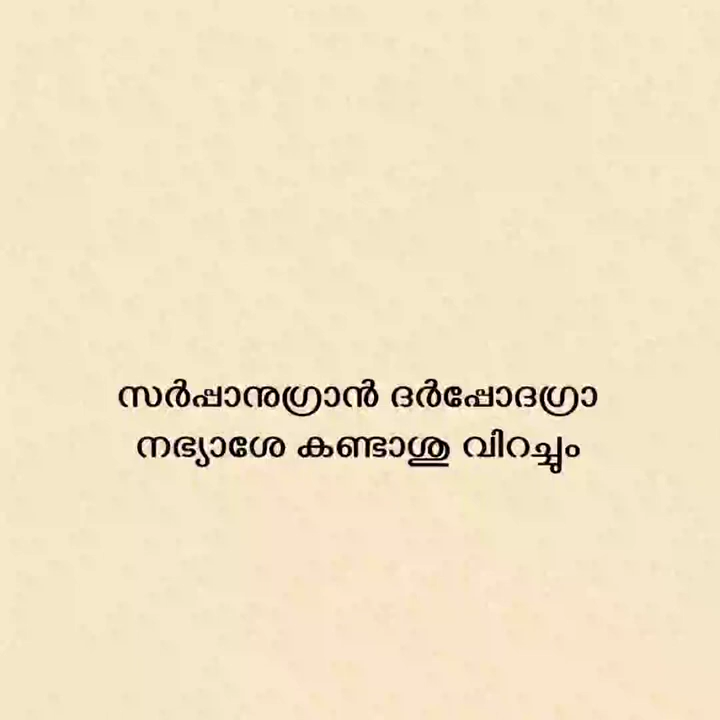 സർപ്പാനുഗ്രാൻ ദർപ്പോദഗ്രാ
നഭ്യാശേ കണ്ടാശു വിറച്ചും